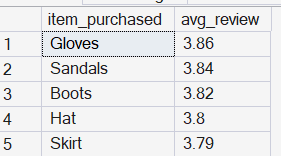 item_purchased avg_review
1 Gloves 3.86
2 Sandals 3.84
3 Boots 3.82
4 Hat 3.8
5 Skirt 3.79